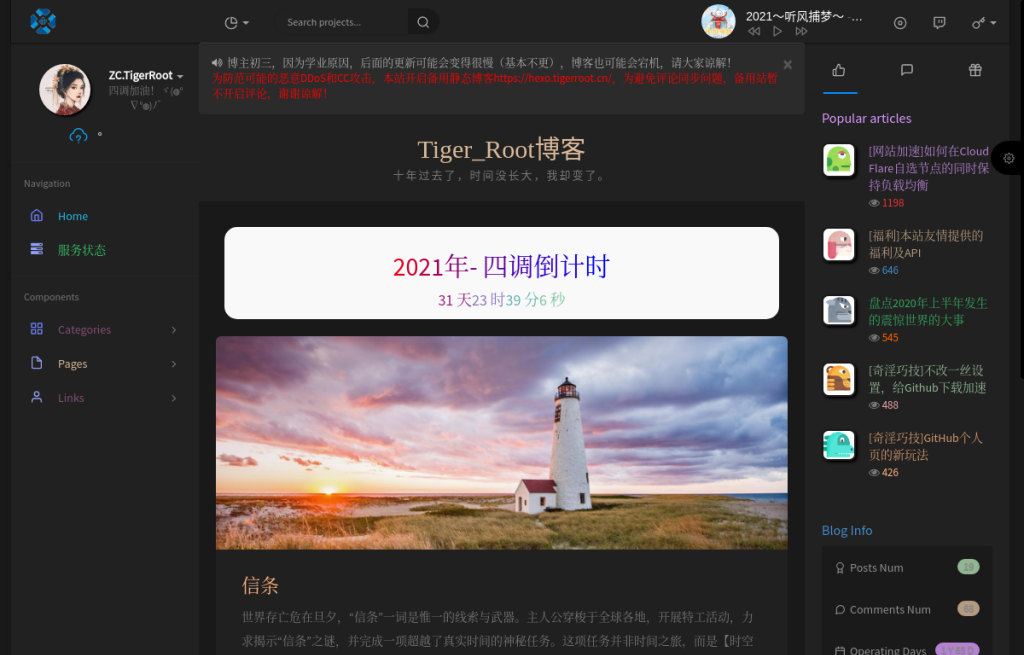 Search projects...
2021～听风捕梦～ -...
ZC.TigerRoot
四调加油！
Navigation
Home
服务状态
Components
Categories
Pages
Links
博主初三，因为学业原因，后面的更新可能会变得很慢（基本不更），博客也可能会宕机，请大家谅解！
为防范可能的恶意DDoS和CC攻击，本站开启备用静态博客https://hexo.tigerroot.cn/，为避免评论同步问题，备用站暂
不开启评论，谢谢谅解！
Tiger_Root博客
十年过去了，时间没长大，我却变了。
2021年- 四调倒计时
31 天23 时39 分6 秒
信条
世界存亡危在旦夕，“信条”一词是惟一的线索与武器。主人公穿梭于全球各地，开展特工活动，力
求揭示“信条”之谜，并完成一项超越了真实时间的神秘任务。这项任务并非时间之旅，而是【时空
Popular articles
[网站加速]如何在Cloud
Flare自选节点的同时保
持负载均衡
1198
[福利]本站友情提供的
福利及API
646
盘点2020年上半年发生
的震惊世界的大事
545
[奇淫巧技]不改一丝设
置，给Github下载加速
488
[奇淫巧技]GitHub个人
页的新玩法
426
Blog Info
Posts Num
19
Comments Num
68
Operating Days